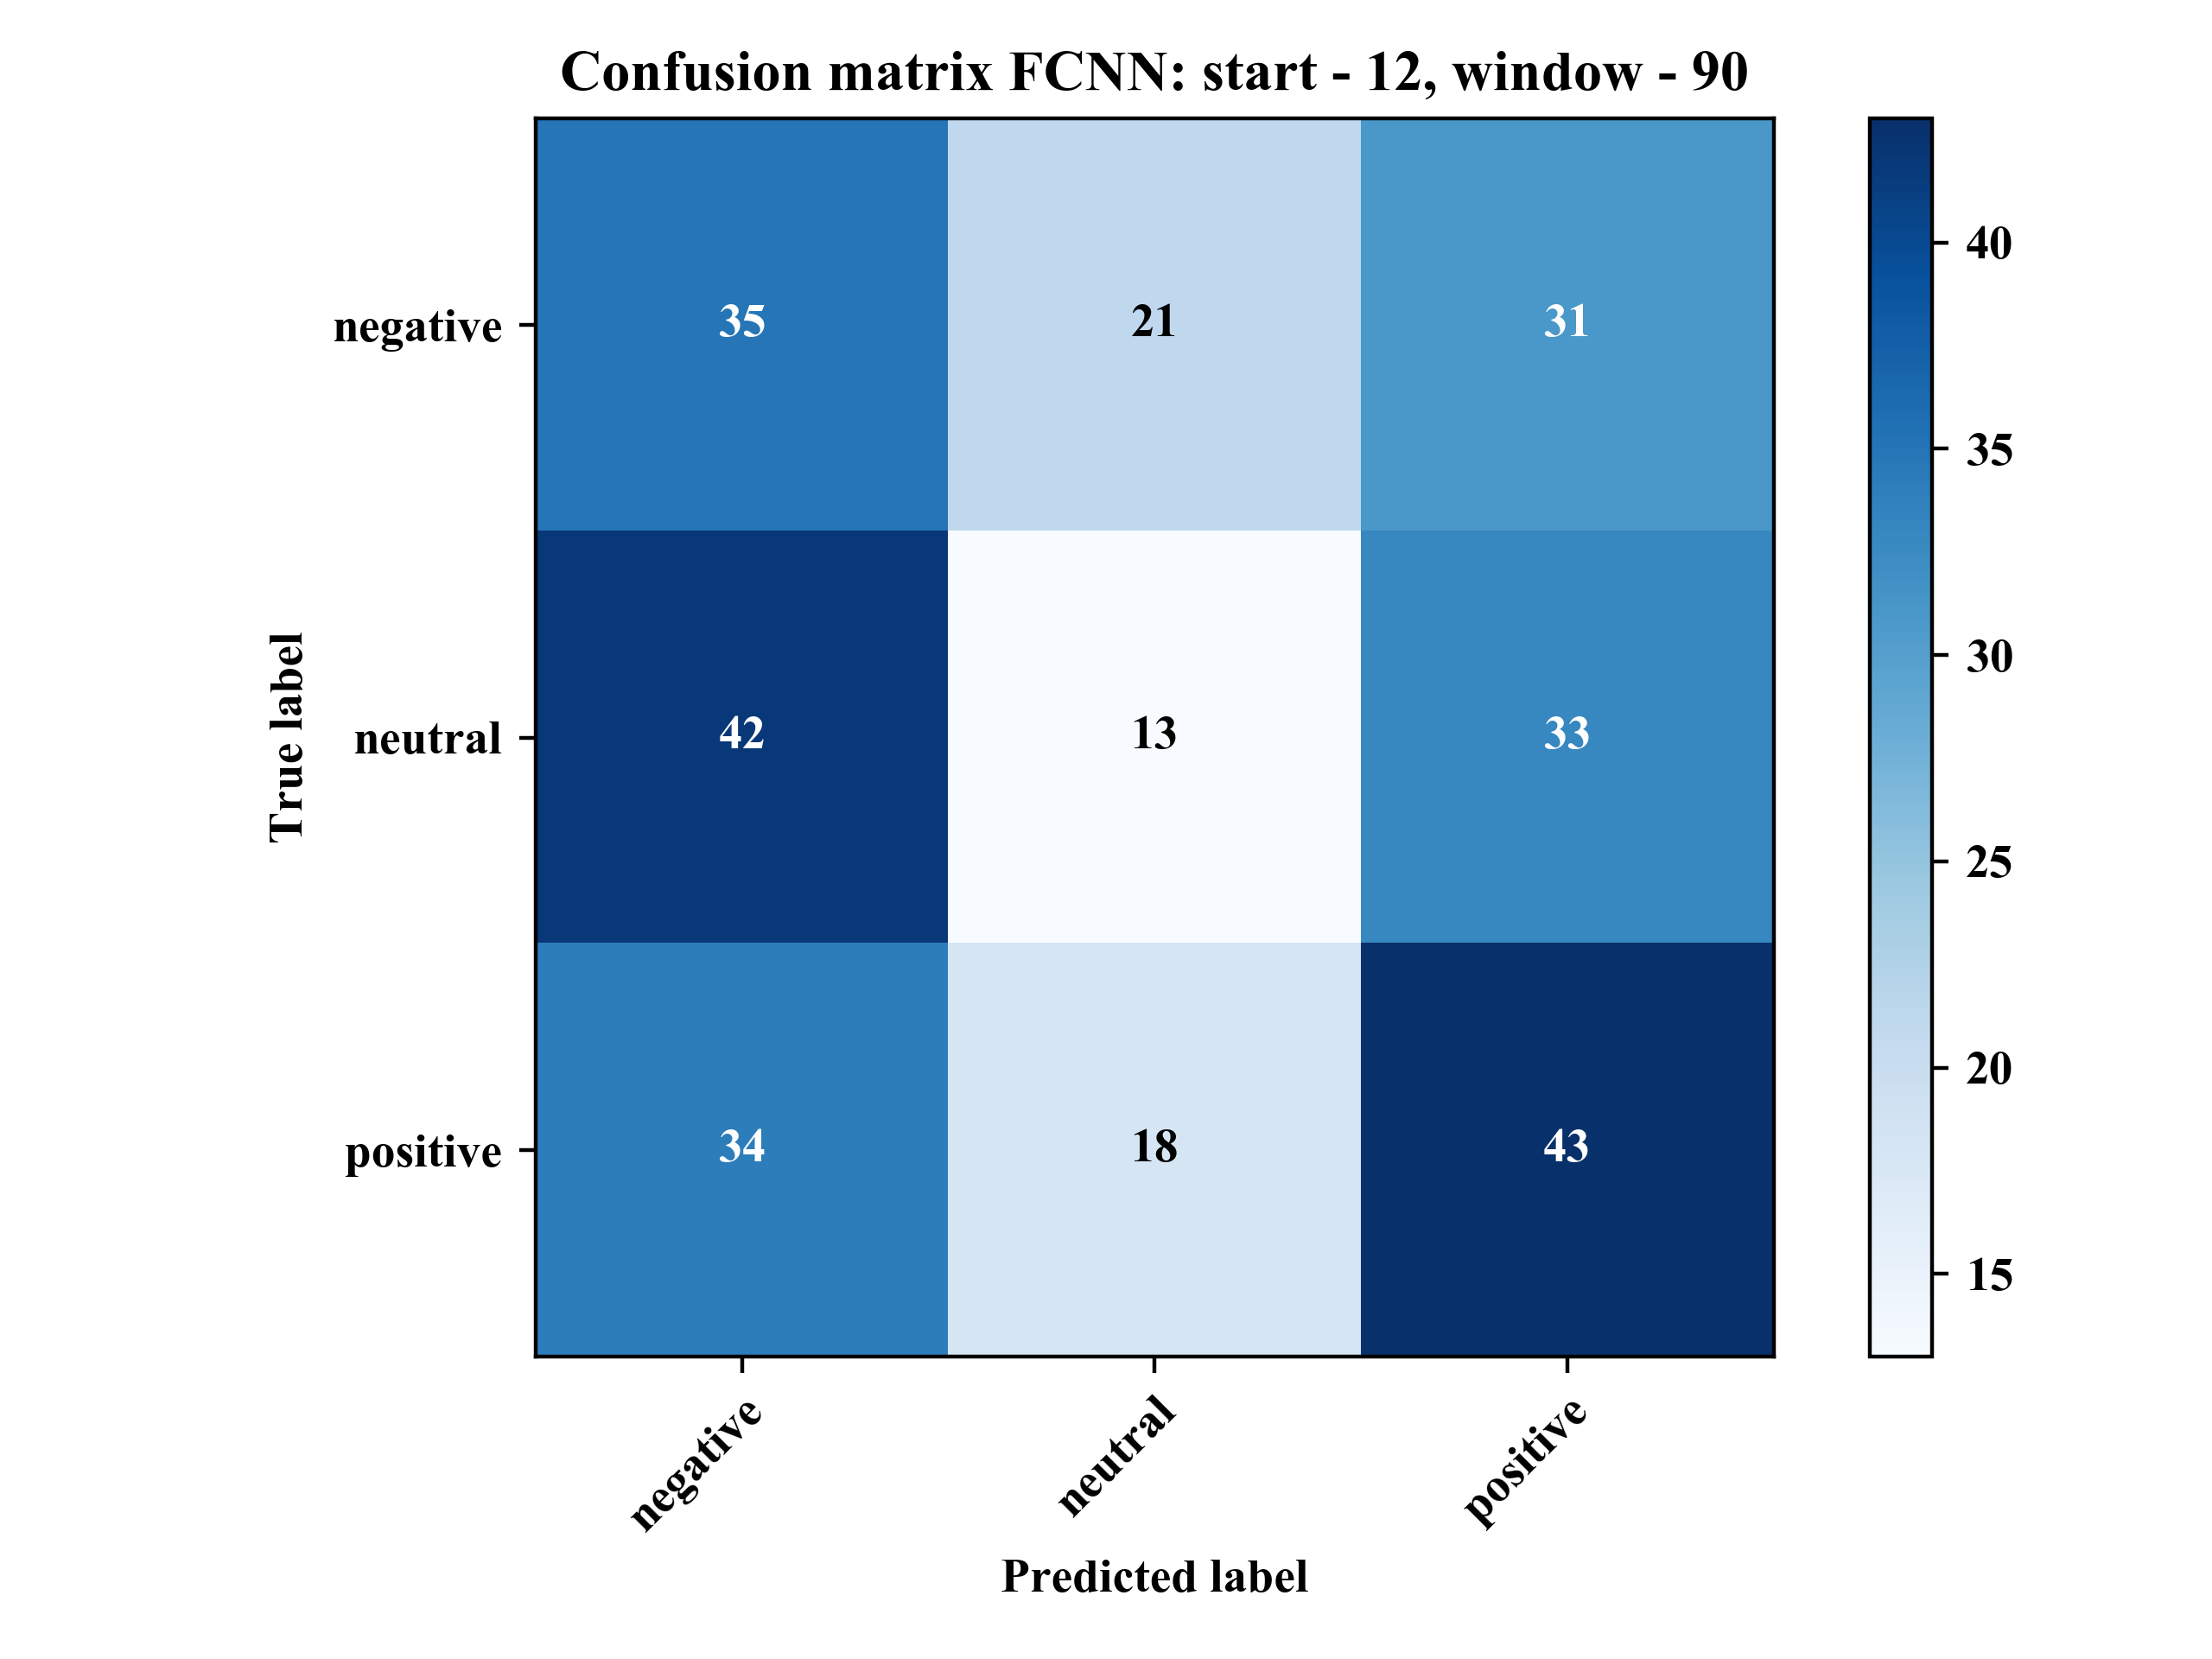 Confusion matrix FCNN: start - 12, window - 90
True label
negative
35 21 31
neutral
42 13 33
positive
34 18 43
negative neutral positive
Predicted label
40
35
30
25
20
15